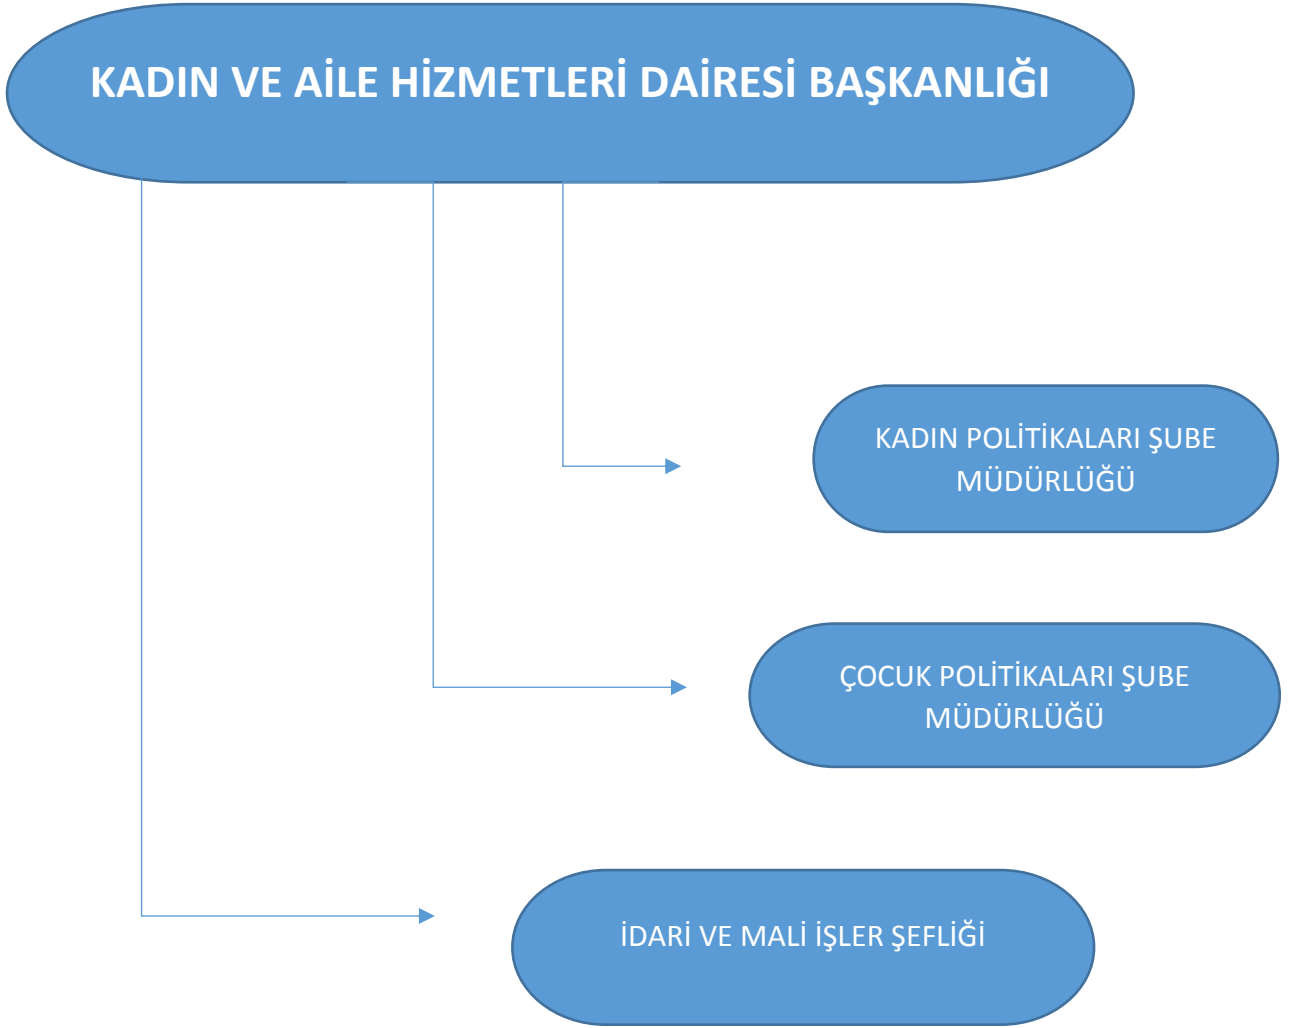 KADIN VE AİLE HİZMETLERİ DAİRESİ BAŞKANLIĞI
KADIN POLİTİKALARI ŞUBE
MÜDÜRLÜĞÜ
ÇOCUK POLİTİKALARI ŞUBE
MÜDÜRLÜĞÜ
İDARİ VE MALİ İŞLER ŞEFLİĞİ